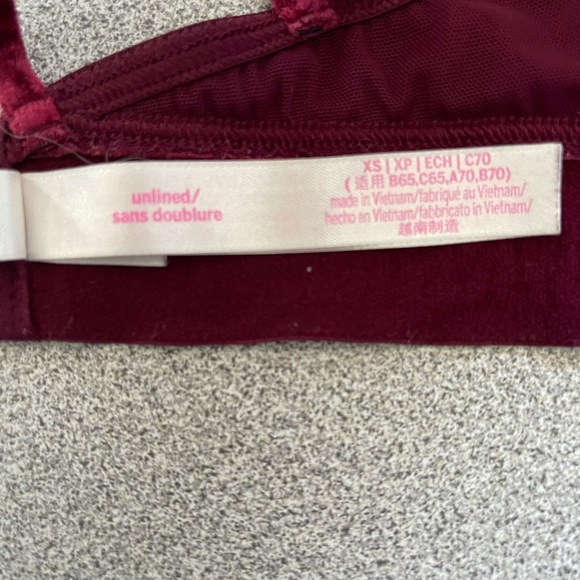 unlined/
sans doublure
XS | XP | ECH | C70
(适用 B65,C65,A70,B70)
made in Vietnam/fabriqué au Vietnam/
hecho en Vietnam/fabbricato in Vietnam/
越南制造